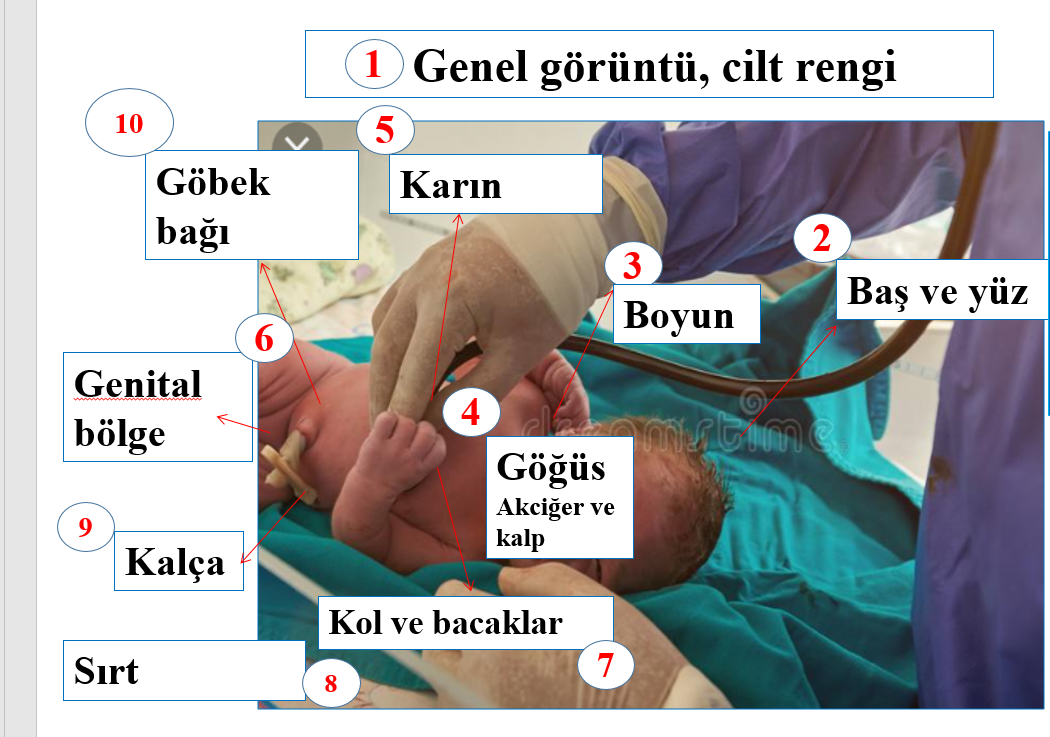 1 Genel görüntü, cilt rengi
10
Göbek
bağı
5
Karın
2
Baş ve yüz
3
Boyun
6
Genital
bölge
4
Göğüs
Akciğer ve
kalp
9
Kalça
Kol ve bacaklar
7
Sırt
8
dreamstime